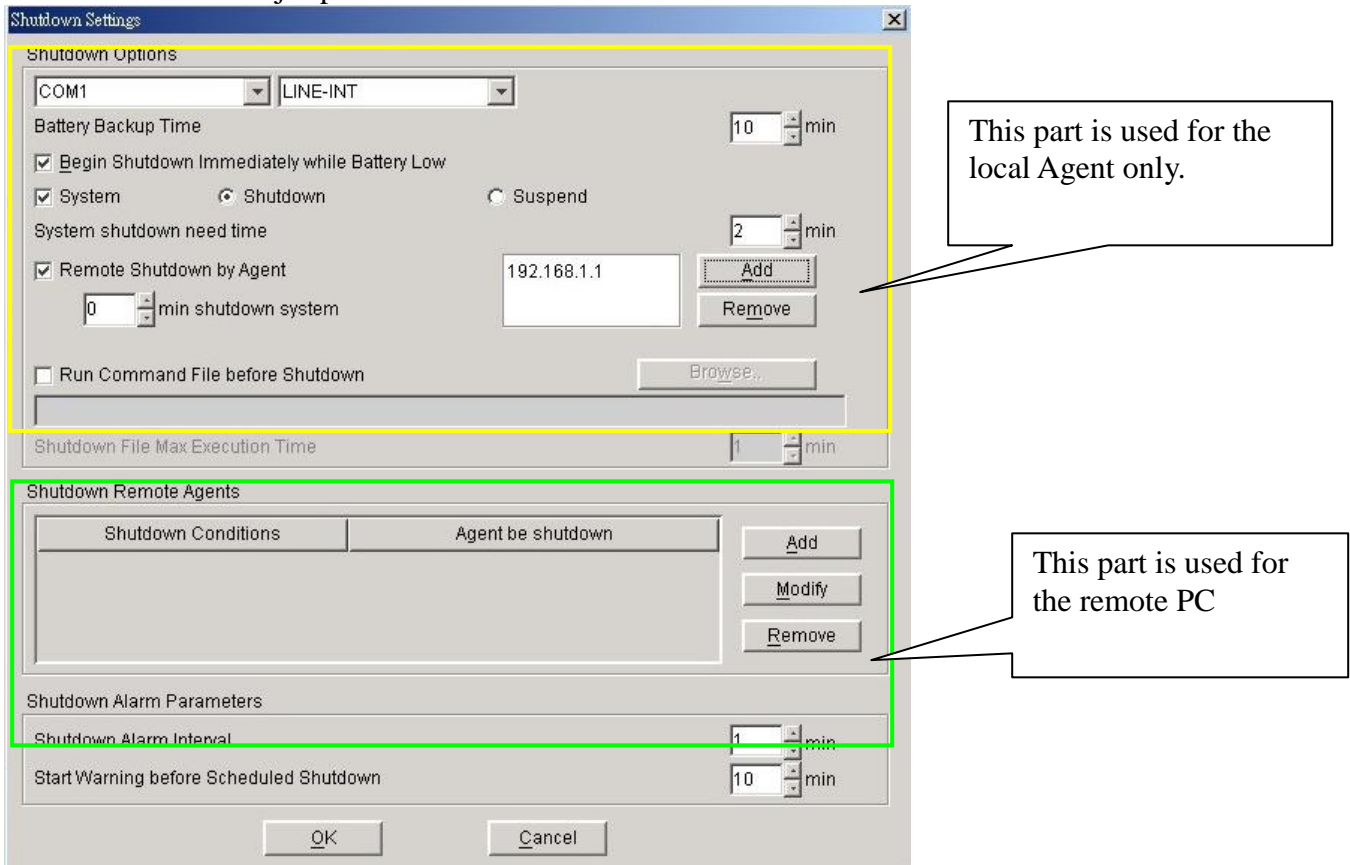 Shutdown Settings
Shutdown Options
COM1 LINE-INT
Battery Backup Time 10 min
Begin Shutdown Immediately while Battery Low
System Shutdown Suspend
System shutdown need time 2 min
Remote Shutdown by Agent 192.168.1.1 Add
0 min shutdown system Remove
Run Command File before Shutdown Browse..
Shutdown File Max Execution Time 1 min
This part is used for the
local Agent only.
Shutdown Remote Agents
Shutdown Conditions Agent be shutdown Add
Modify
Remove
This part is used for
the remote PC
Shutdown Alarm Parameters
Shutdown Alarm Interval 1 min
Start Warning before Scheduled Shutdown 10 min
OK Cancel